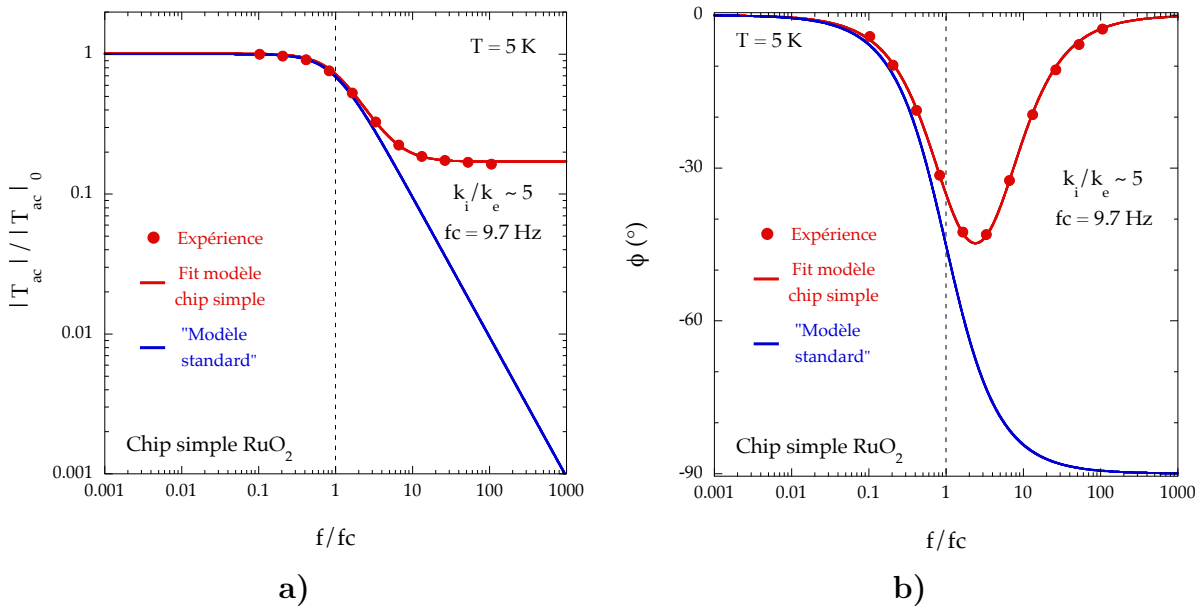 1
0.1
0.01
0.001
|T_ac| / |T_ac|_0
T = 5 K
k_i/k_e ~ 5
fc = 9.7 Hz
Expérience
Fit modèle
chip simple
"Modèle
standard"
Chip simple RuO_2
0.001 0.01 0.1 1 10 100 1000
f/fc
a)
0
-30
-60
-90
ϕ (°)
T = 5 K
k_i/k_e ~ 5
fc = 9.7 Hz
Expérience
Fit modèle
chip simple
"Modèle
standard"
Chip simple RuO_2
0.001 0.01 0.1 1 10 100 1000
f/fc
b)